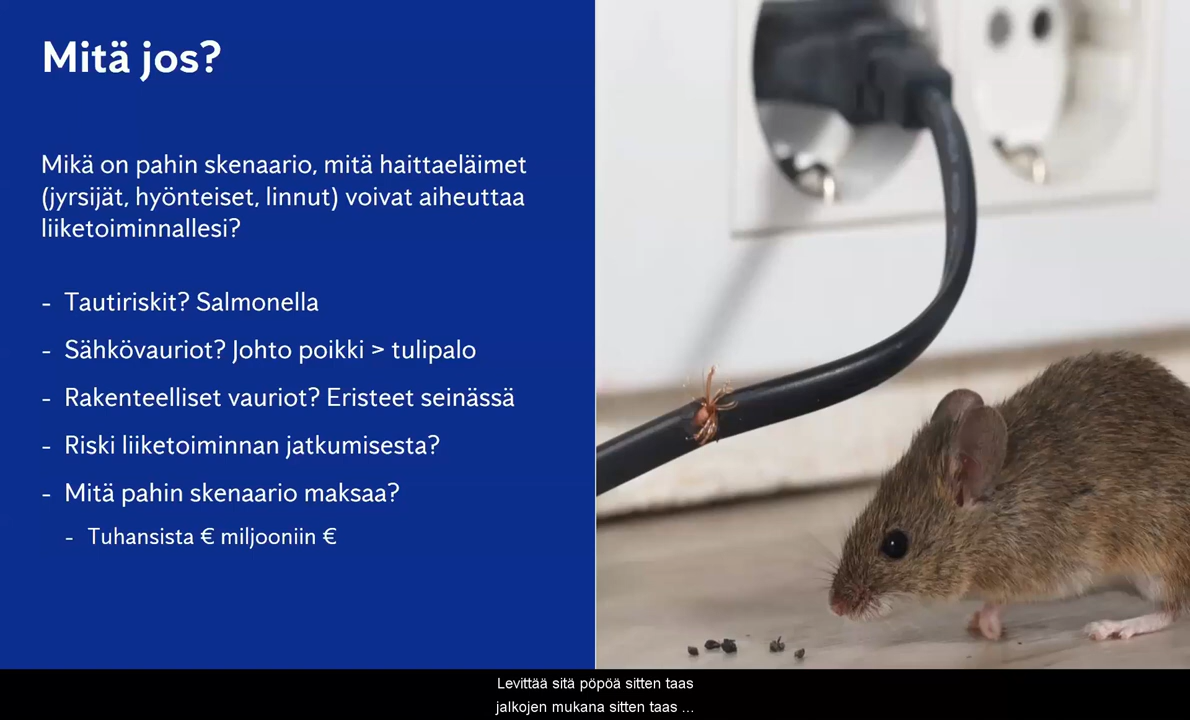 Mitä jos?
Mikä on pahin skenaario, mitä haittaeläimet
(jyrsijät, hyönteiset, linnut) voivat aiheuttaa
liiketoiminnallesi?
- Tautiriskit? Salmonella
- Sähkövauriot? Johto poikki > tulipalo
- Rakenteelliset vauriot? Eristeet seinässä
- Riski liiketoiminnan jatkumisesta?
- Mitä pahin skenaario maksaa?
- Tuhansista € miljooniin €
Levittää sitä pöpöä sitten taas
jalkojen mukana sitten taas ...